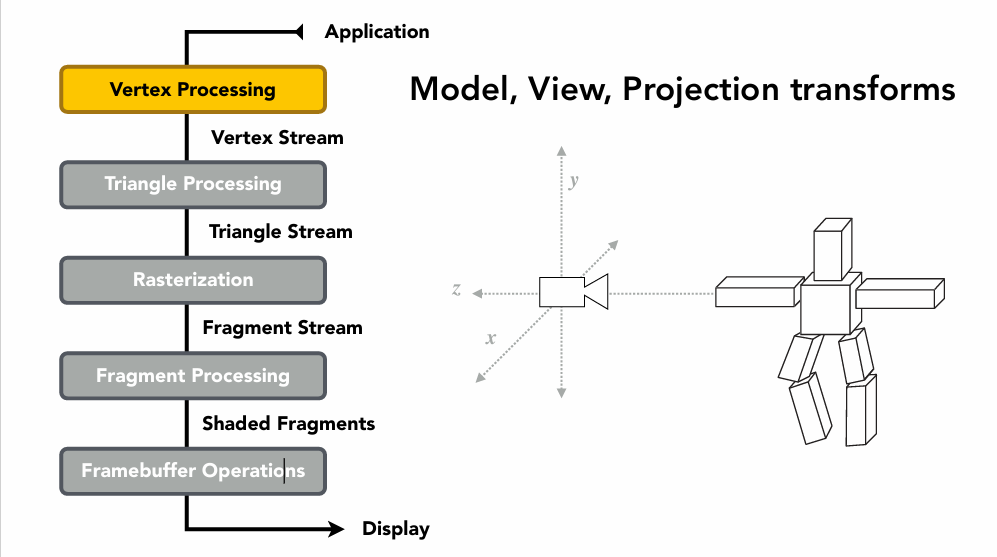 Application
Vertex Processing
Model, View, Projection transforms
Vertex Stream
y
Triangle Processing
Triangle Stream
Rasterization
z
Fragment Stream
x
Fragment Processing
Shaded Fragments
Framebuffer Operations
Display